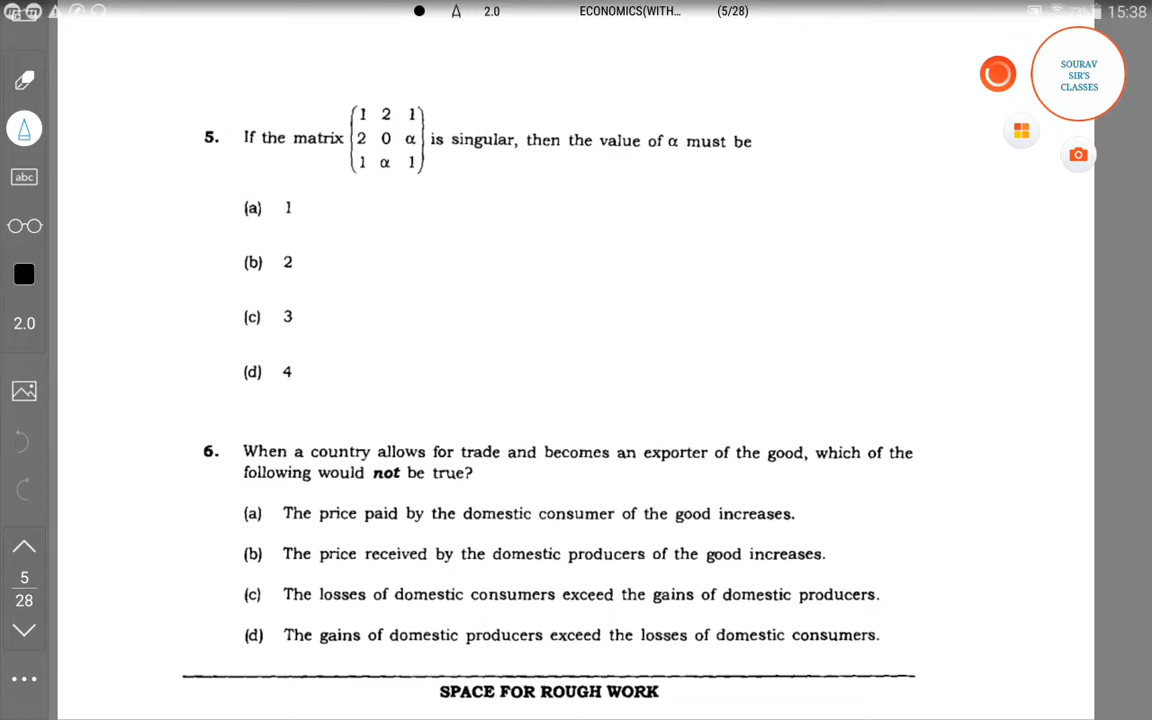 2.0 ECONOMICS(WITH... (5/28) 15:38
SOURAV
SIR'S
CLASSES
abc
2.0
5
28
5. If the matrix (1 2 1
2 0 α
1 α 1) is singular, then the value of α must be
(a) 1
(b) 2
(c) 3
(d) 4
6. When a country allows for trade and becomes an exporter of the good, which of the
following would not be true?
(a) The price paid by the domestic consumer of the good increases.
(b) The price received by the domestic producers of the good increases.
(c) The losses of domestic consumers exceed the gains of domestic producers.
(d) The gains of domestic producers exceed the losses of domestic consumers.
SPACE FOR ROUGH WORK